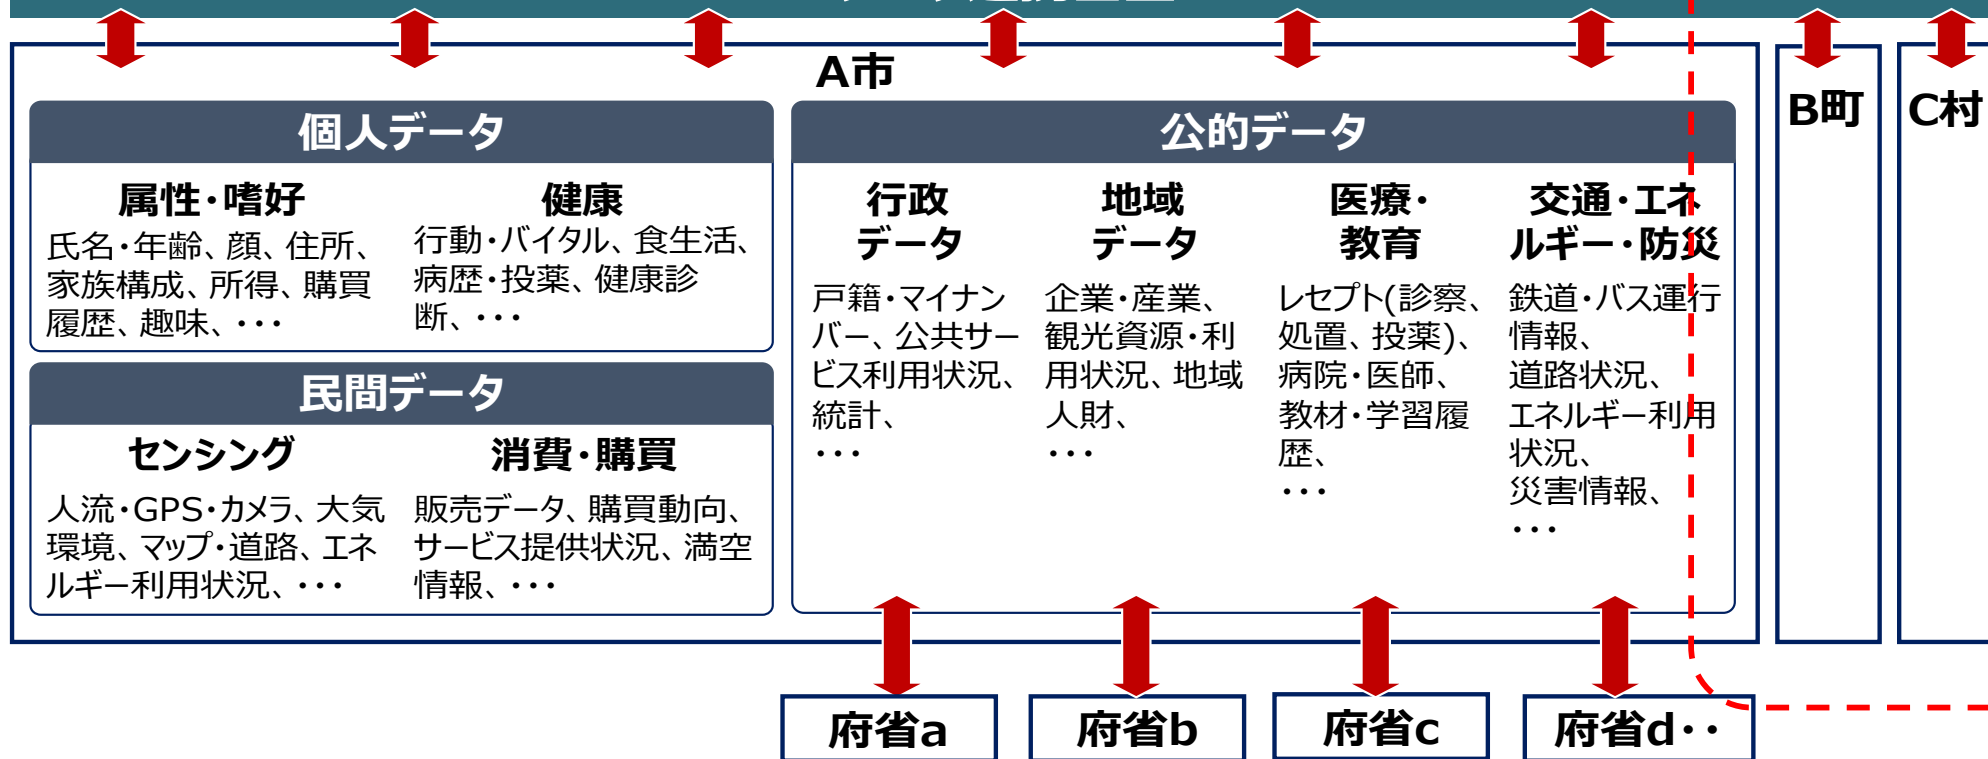 A市
B町
C村
個人データ
属性・嗜好
氏名・年齢、顔、住所、
家族構成、所得、購買
履歴、趣味、・・・
健康
行動・バイタル、食生活、
病歴・投薬、健康診
断、・・・
民間データ
センシング
人流・GPS・カメラ、大気
環境、マップ・道路、エネ
ルギー利用状況、・・・
消費・購買
販売データ、購買動向、
サービス提供状況、満空
情報、・・・
公的データ
行政
データ
戸籍・マイナン
バー、公共サー
ビス利用状況、
統計、
・・・
地域
データ
企業・産業、
観光資源・利
用状況、地域
人財、
・・・
医療・
教育
レセプト(診察、
処置、投薬)、
病院・医師、
教材・学習履
歴、
・・・
交通・エネ
ルギー・防災
鉄道・バス運行
情報、
道路状況、
エネルギー利用
状況、
災害情報、
・・・
府省a
府省b
府省c
府省d・・